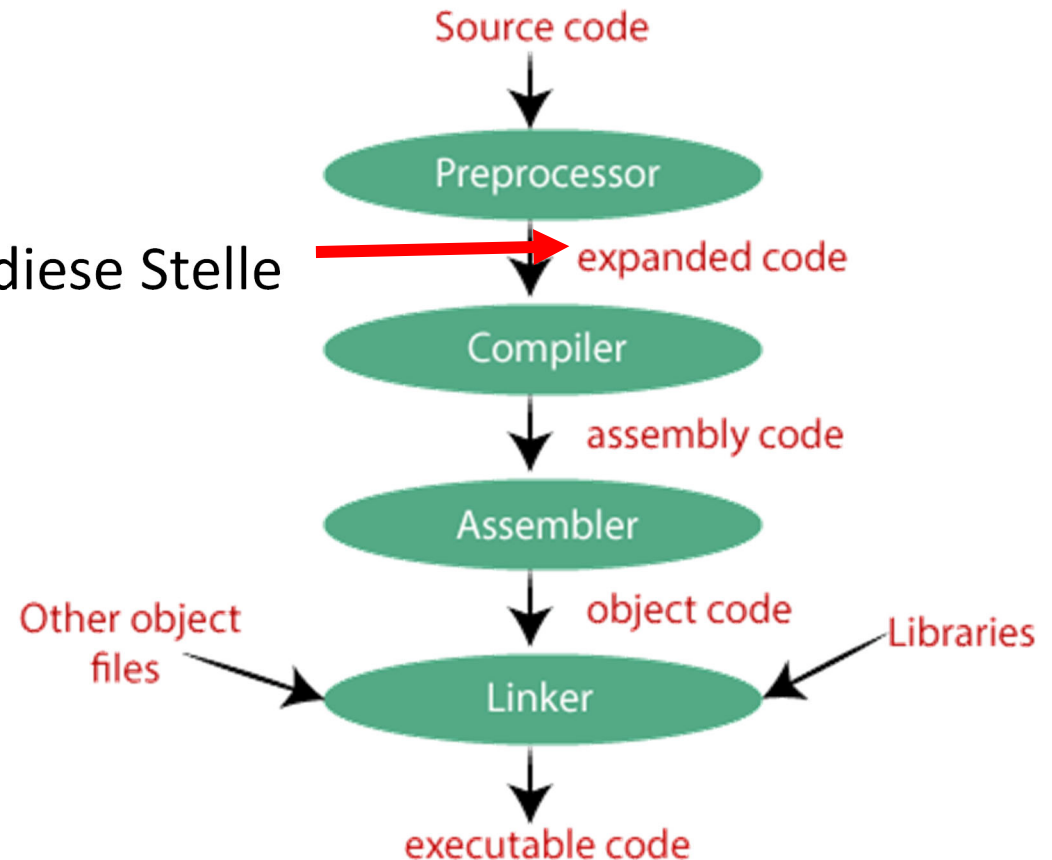 Source code
Preprocessor
diese Stelle
expanded code
Compiler
assembly code
Assembler
object code
Other object
files
Libraries
Linker
executable code